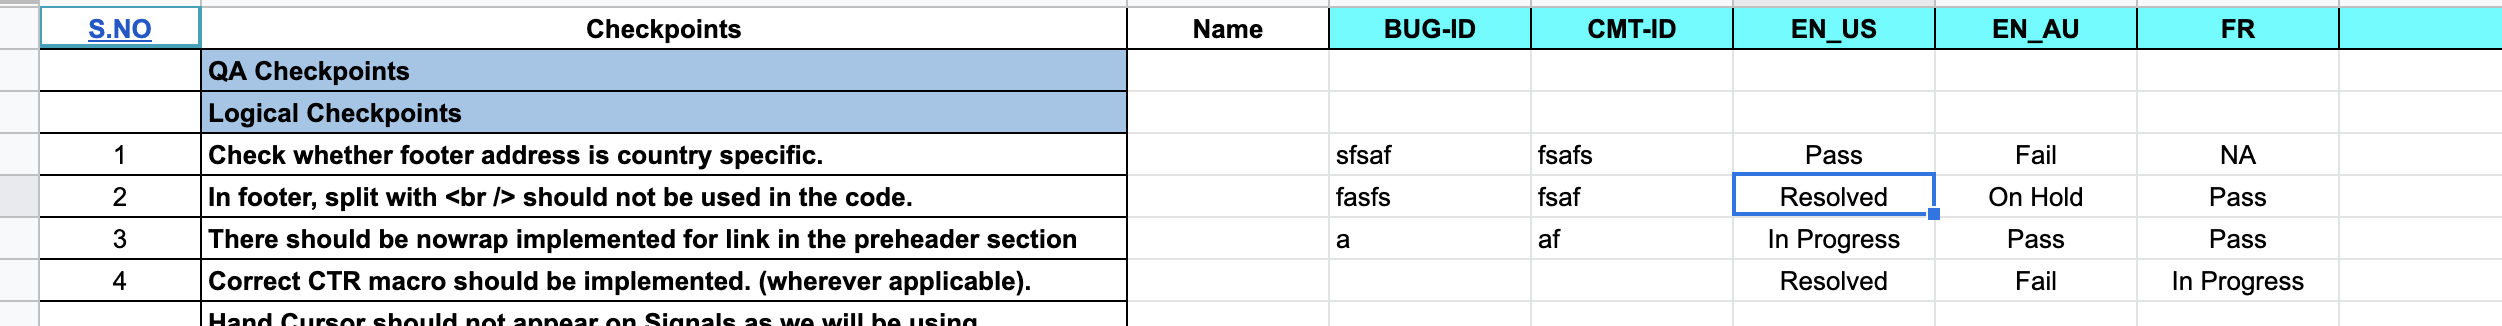 S.NO Checkpoints Name BUG-ID CMT-ID EN_US EN_AU FR
QA Checkpoints
Logical Checkpoints
1 Check whether footer address is country specific. sfsaf fsafs Pass Fail NA
2 In footer, split with <br /> should not be used in the code. fasfs fsaf Resolved On Hold Pass
3 There should be nowrap implemented for link in the preheader section a af In Progress Pass Pass
4 Correct CTR macro should be implemented. (wherever applicable). Resolved Fail In Progress
Hand Cursor should not appear on Signals as we will be using